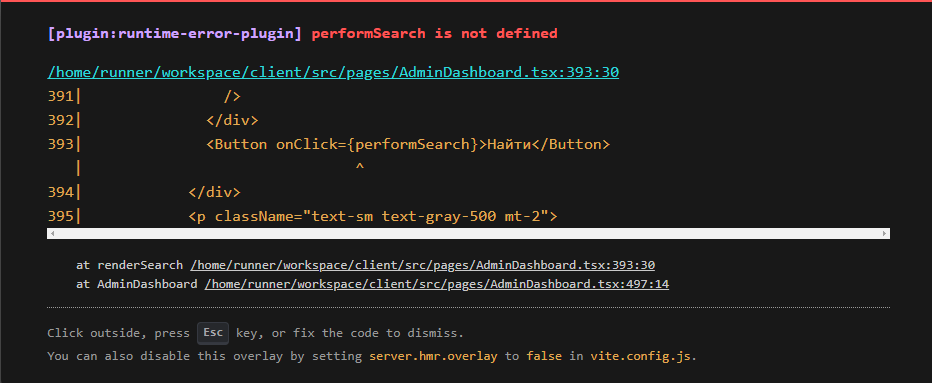 [plugin:runtime-error-plugin] performSearch is not defined
/home/runner/workspace/client/src/pages/AdminDashboard.tsx:393:30
391|                />
392|              </div>
393|              <Button onClick={performSearch}>Найти</Button>
   |                              ^
394|            </div>
395|            <p className="text-sm text-gray-500 mt-2">
at renderSearch /home/runner/workspace/client/src/pages/AdminDashboard.tsx:393:30
at AdminDashboard /home/runner/workspace/client/src/pages/AdminDashboard.tsx:497:14
Click outside, press Esc key, or fix the code to dismiss.
You can also disable this overlay by setting server.hmr.overlay to false in vite.config.js.